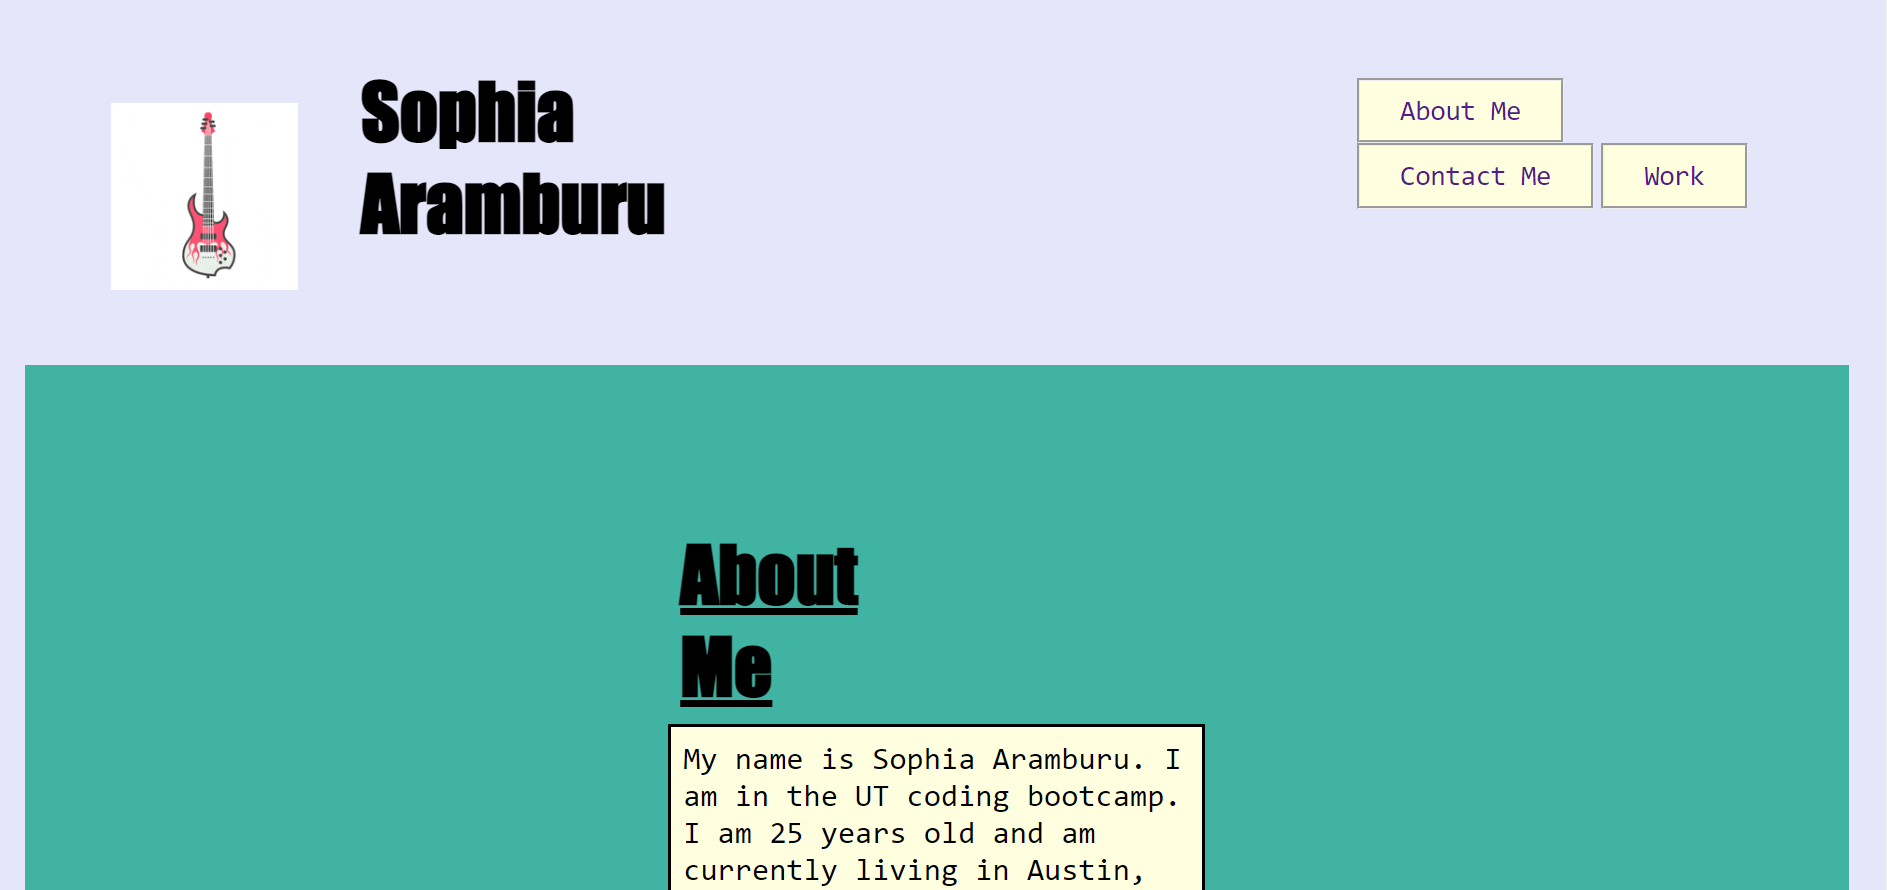 Sophia
Aramburu
About Me
Contact Me
Work
About
Me
My name is Sophia Aramburu. I
am in the UT coding bootcamp.
I am 25 years old and am
currently living in Austin,